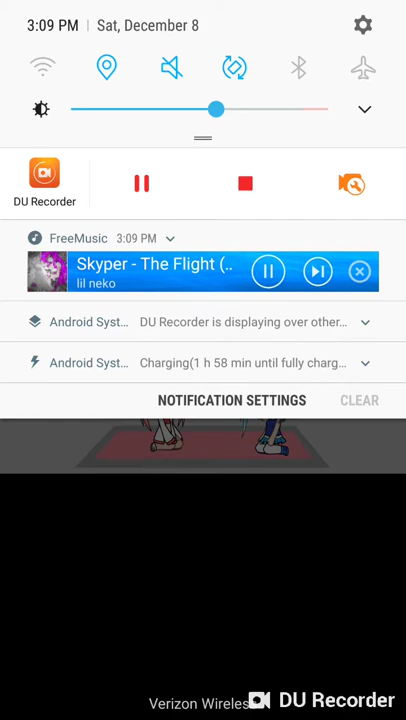 3:09 PM | Sat, December 8
DU Recorder
FreeMusic 3:09 PM
Skyper - The Flight (..
lil neko
Android Syst... DU Recorder is displaying over other...
Android Syst... Charging(1 h 58 min until fully charg...
NOTIFICATION SETTINGS CLEAR
Verizon Wireless
DU Recorder